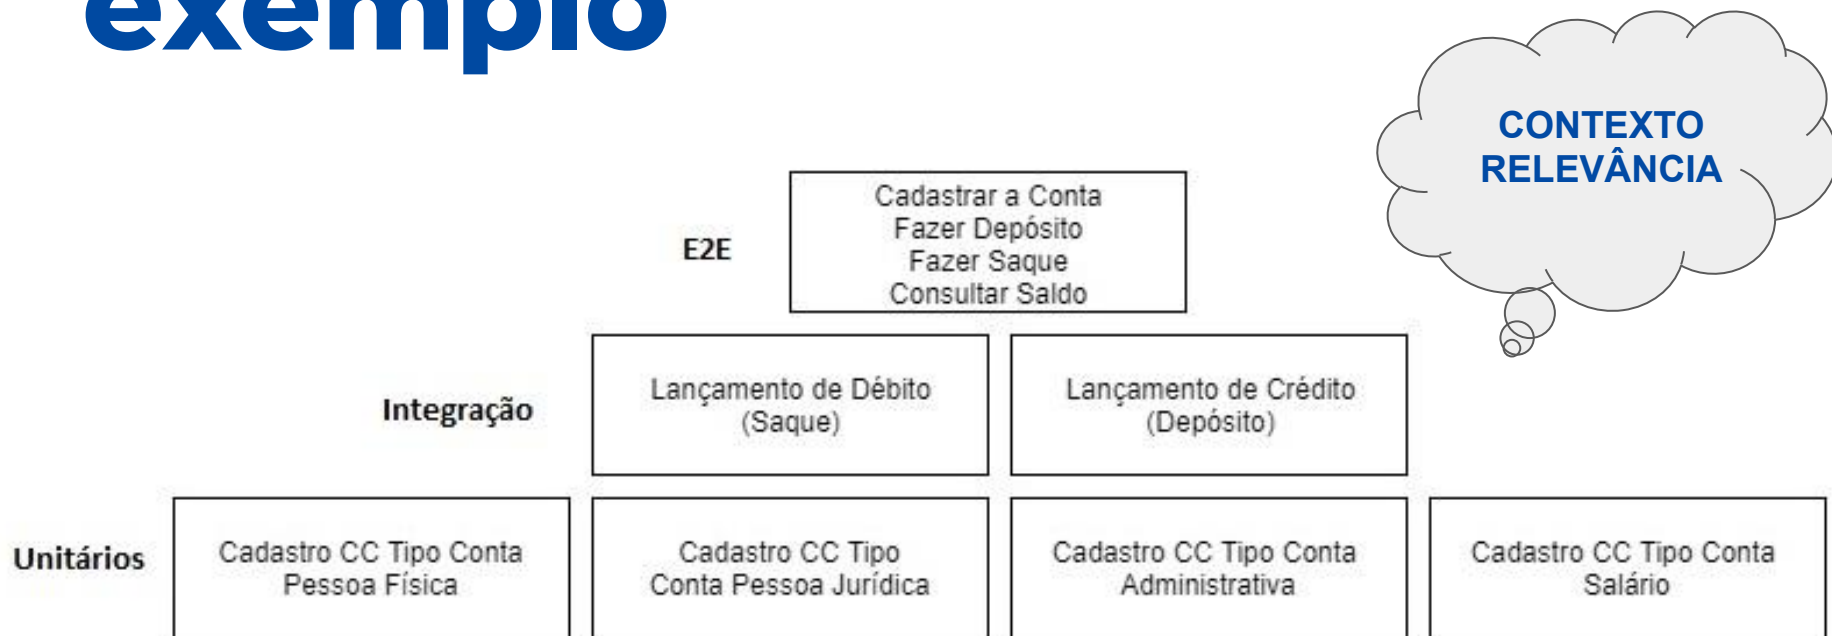 exemplo
CONTEXTO
RELEVÂNCIA
E2E
Cadastrar a Conta
Fazer Depósito
Fazer Saque
Consultar Saldo
Integração
Lançamento de Débito
(Saque)
Lançamento de Crédito
(Depósito)
Unitários
Cadastro CC Tipo Conta
Pessoa Física
Cadastro CC Tipo
Conta Pessoa Jurídica
Cadastro CC Tipo Conta
Administrativa
Cadastro CC Tipo Conta
Salário